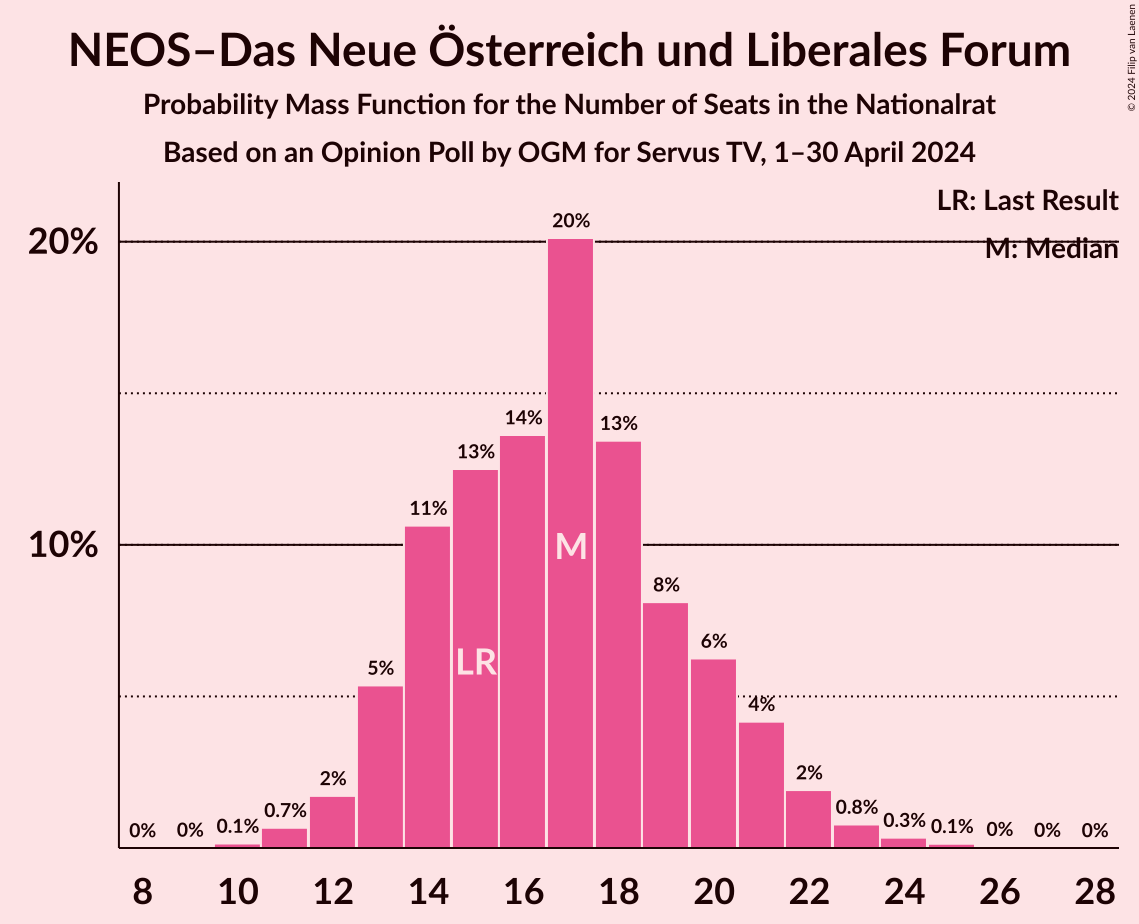 NEOS–Das Neue Österreich und Liberales Forum
Probability Mass Function for the Number of Seats in the Nationalrat
Based on an Opinion Poll by OGM for Servus TV, 1–30 April 2024
© 2024 Filip van Laenen
LR: Last Result
M: Median
20%
10%
0%
0%
0.1%
0.7%
2%
5%
11%
13%
14%
20%
13%
8%
6%
4%
2%
0.8%
0.3%
0.1%
0%
0%
0%
LR
M
8 10 12 14 16 18 20 22 24 26 28